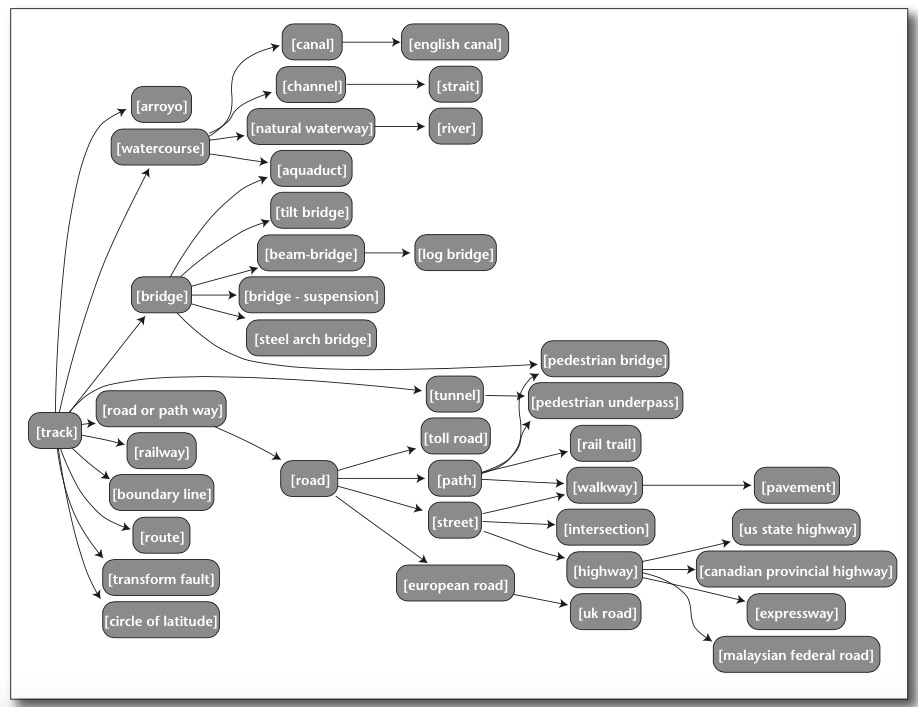 [canal]
[english canal]
[channel]
[strait]
[arroyo]
[natural waterway]
[river]
[watercourse]
[aquaduct]
[tilt bridge]
[beam-bridge]
[log bridge]
[bridge]
[bridge - suspension]
[steel arch bridge]
[pedestrian bridge]
[tunnel]
[pedestrian underpass]
[road or path way]
[track]
[toll road]
[rail trail]
[railway]
[road]
[path]
[walkway]
[pavement]
[boundary line]
[street]
[intersection]
[us state highway]
[route]
[highway]
[canadian provincial highway]
[transform fault]
[european road]
[uk road]
[expressway]
[circle of latitude]
[malaysian federal road]